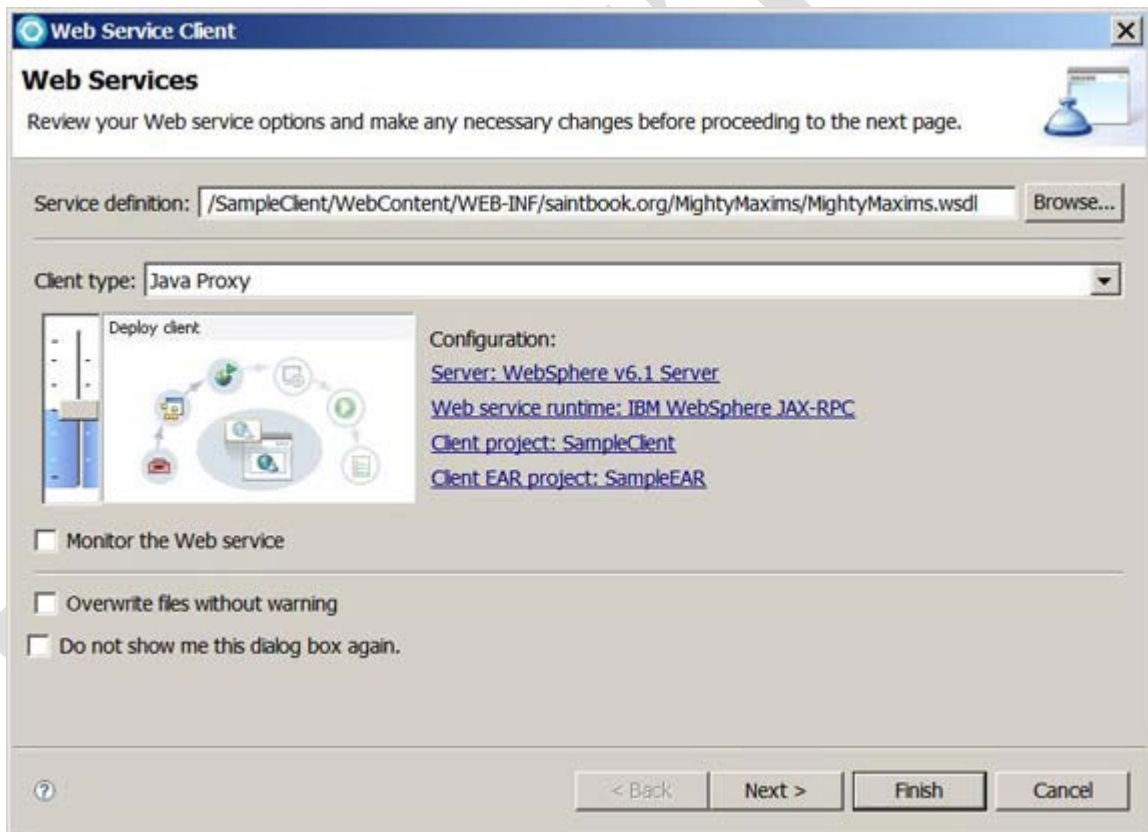 Web Service Client
Web Services
Review your Web service options and make any necessary changes before proceeding to the next page.
Service definition: /SampleClient/WebContent/WEB-INF/saintbook.org/MightyMaxims/MightyMaxims.wsdl Browse...
Client type: Java Proxy
Deploy client
Configuration:
Server: WebSphere v6.1 Server
Web service runtime: IBM WebSphere JAX-RPC
Client project: SampleClient
Client EAR project: SampleEAR
Monitor the Web service
Overwrite files without warning
Do not show me this dialog box again.
? < Back Next > Finish Cancel